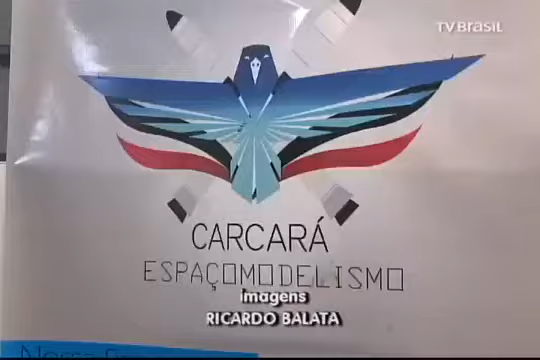 TV BRASIL
CARCARÁ
ESPAÇOMODELISMO
imagens
RICARDO BALATA